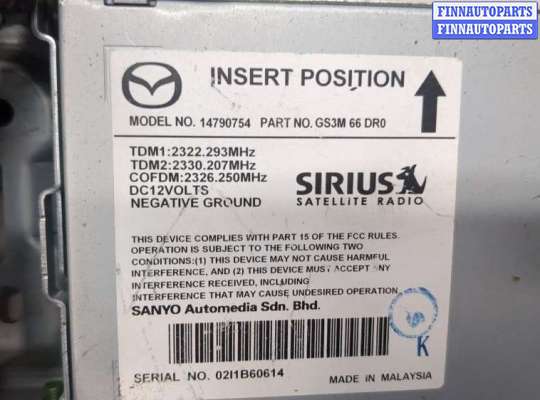 FINNAUTOPARTS
FINNAUTOPARTS
INSERT POSITION
MODEL NO. 14790754 PART NO. GS3M 66 DR0
TDM1:2322.293MHz
TDM2:2330.207MHz
COFDM:2326.250MHz
DC12VOLTS
NEGATIVE GROUND
SIRIUS
SATELLITE RADIO
THIS DEVICE COMPLIES WITH PART 15 OF THE FCC RULES
OPERATION IS SUBJECT TO THE FOLLOWING TWO
CONDITIONS:(1) THIS DEVICE MAY NOT CAUSE HARMFUL
INTERFERENCE, AND (2) THIS DEVICE MUST ACCEPT ANY
INTERFERENCE RECEIVED, INCLUDING
INTERFERENCE THAT MAY CAUSE UNDESIRED OPERATION.
SANYO Automedia Sdn. Bhd.
K
SERIAL NO. 02I1B60614
MADE IN MALAYSIA